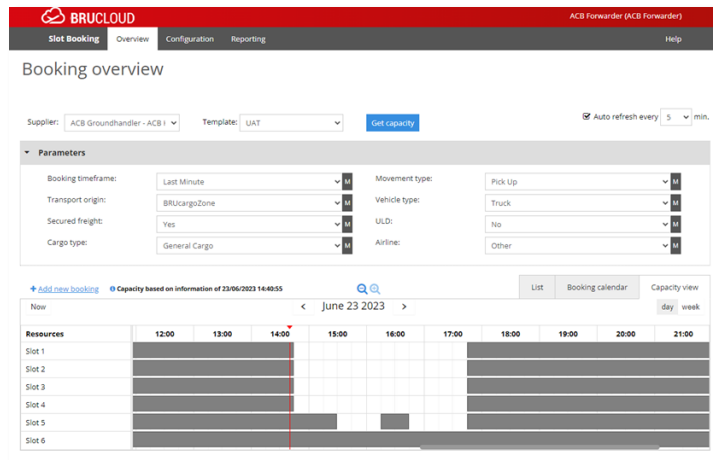 BRUCLOUD
ACB Forwarder (ACB Forwarder)
Slot Booking Overview Configuration Reporting Help
Booking overview
Supplier: ACB Groundhandler - ACB Template: UAT Get capacity Auto refresh every 5 min.
Parameters
Booking timeframe: Last Minute M Movement type: Pick Up M
Transport origin: BRUcargoZone M Vehicle type: Truck M
Secured freight: Yes M ULD: No M
Cargo type: General Cargo M Airline: Other M
+ Add new booking Capacity based on information of 23/06/2023 14:40:55 List Booking calendar Capacity view
Now < June 23 2023 > day week
Resources 12:00 13:00 14:00 15:00 16:00 17:00 18:00 19:00 20:00 21:00
Slot 1
Slot 2
Slot 3
Slot 4
Slot 5
Slot 6